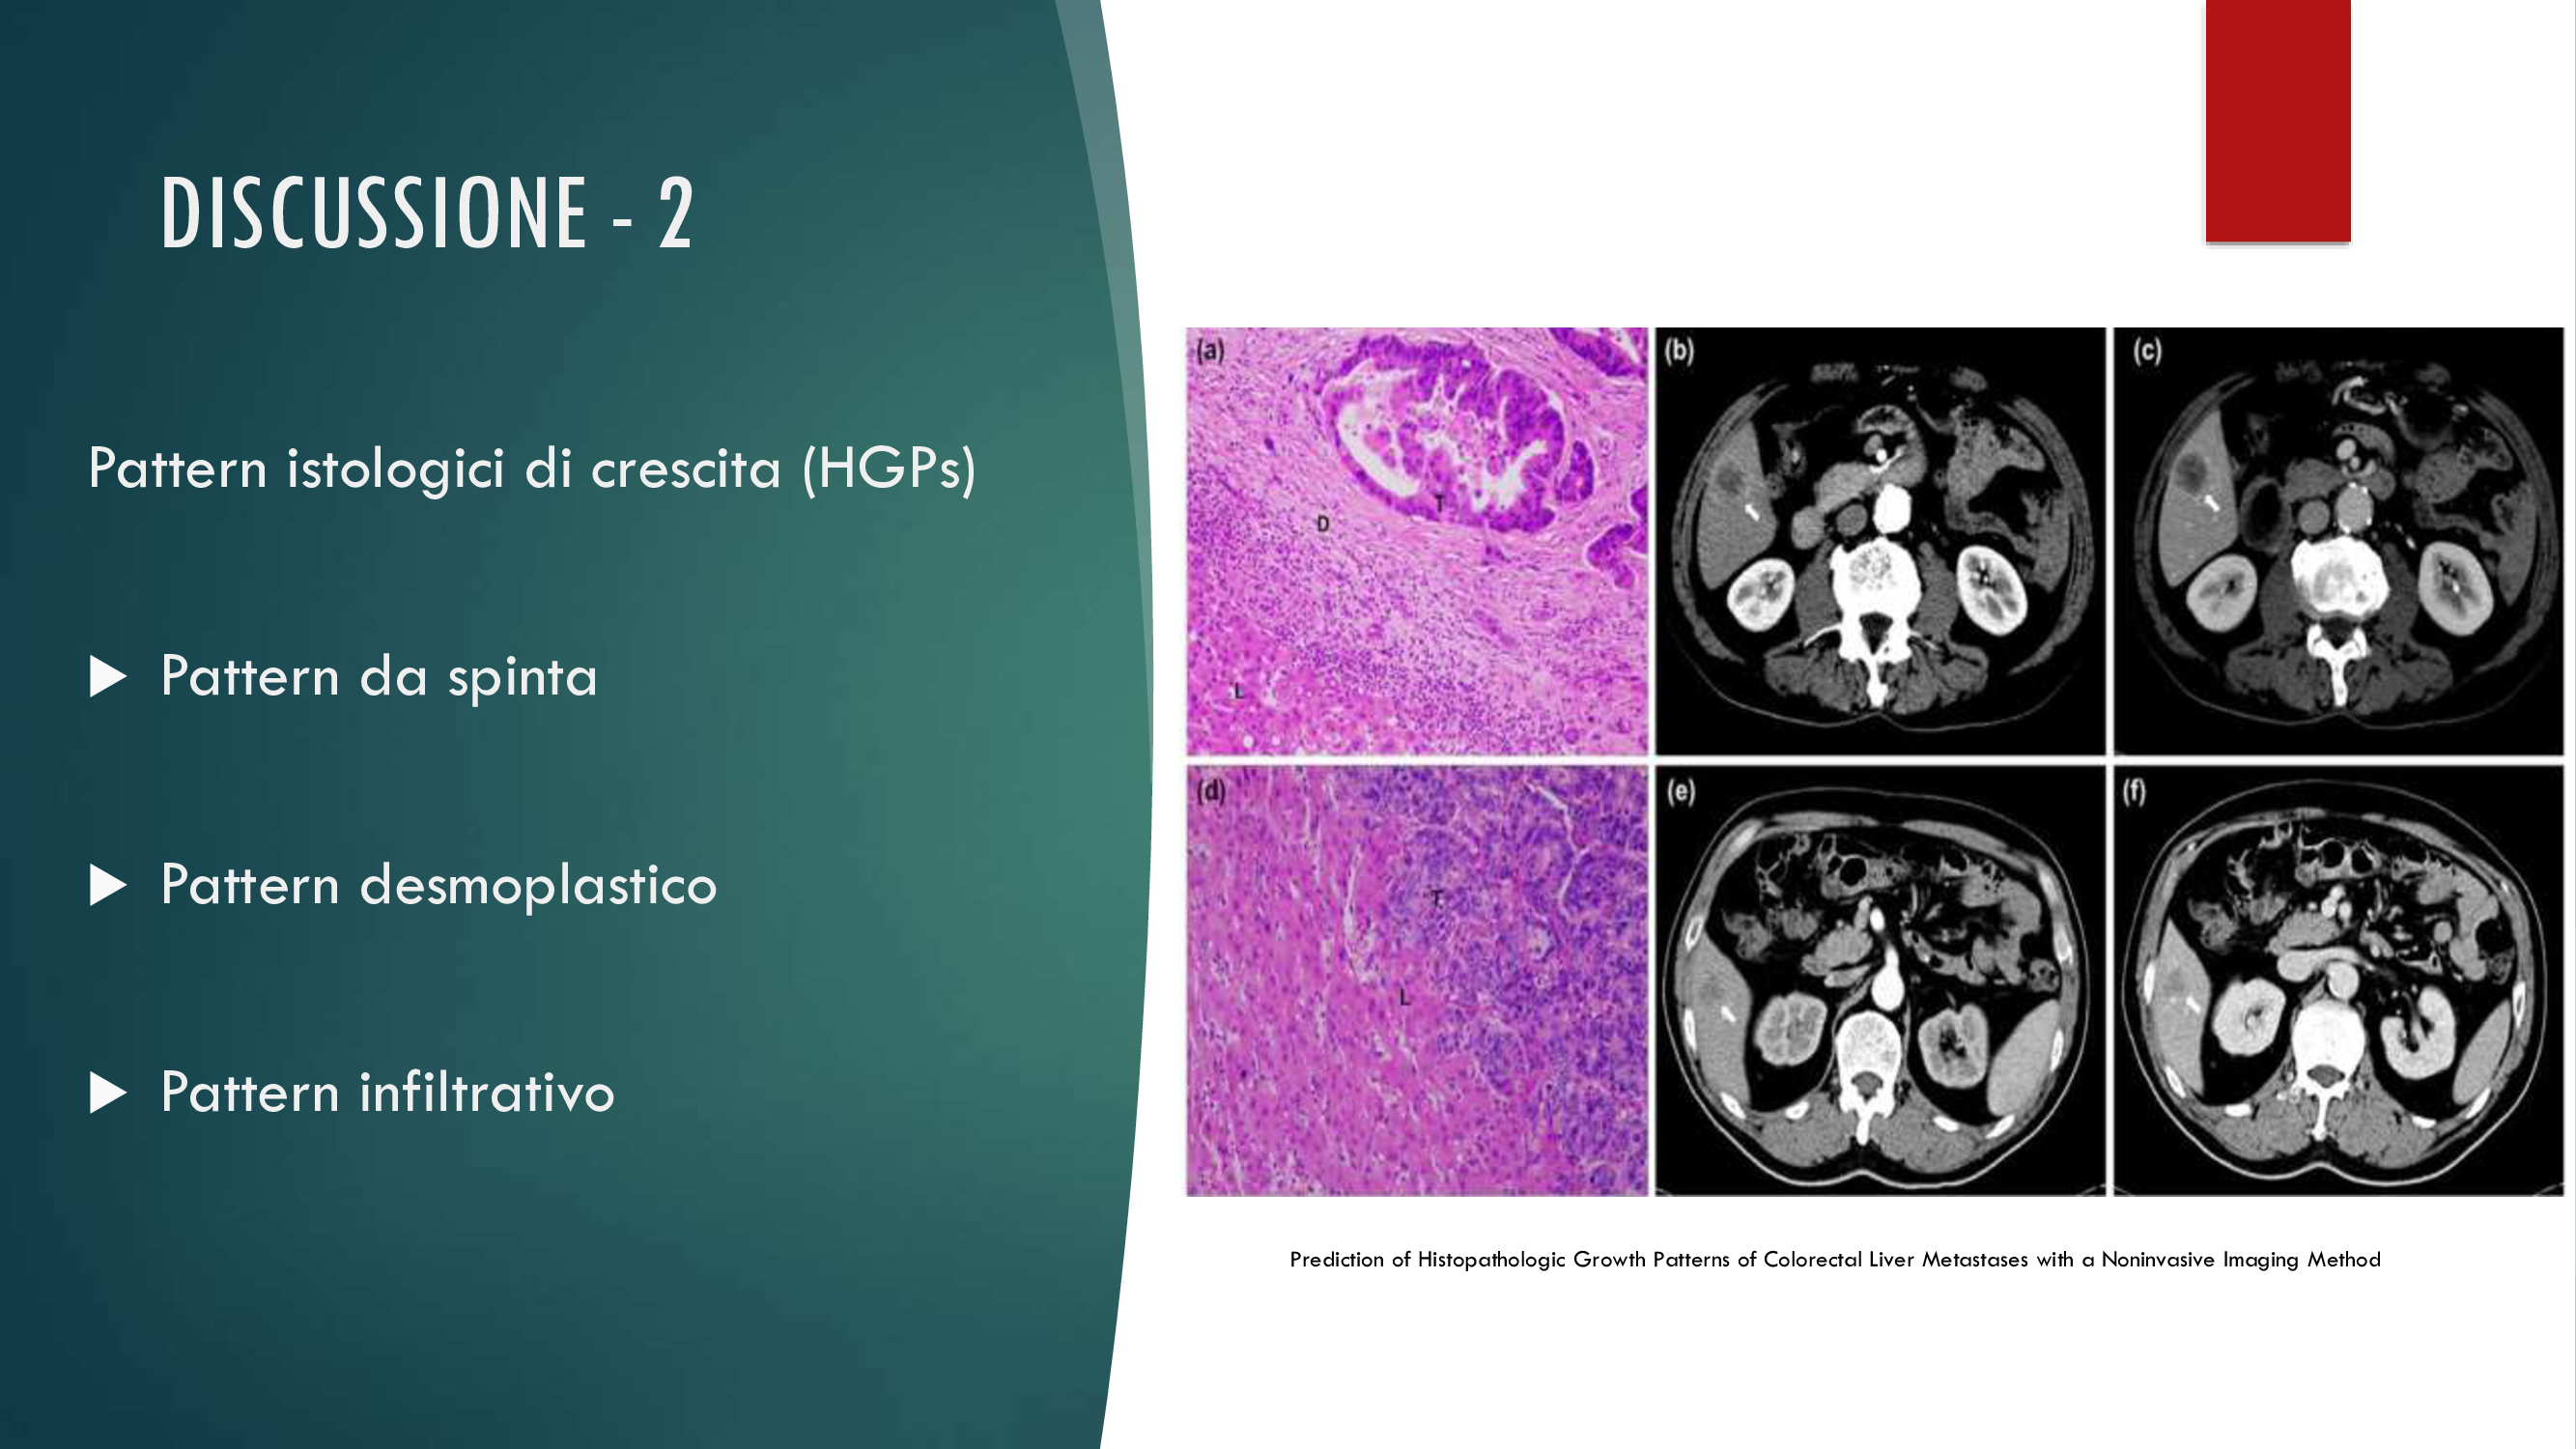 DISCUSSIONE - 2
Pattern istologici di crescita (HGPs)
Pattern da spinta
Pattern desmoplastico
Pattern infiltrativo
(a)
T
D
L
(b)
(c)
(d)
T
L
(e)
(f)
Prediction of Histopathologic Growth Patterns of Colorectal Liver Metastases with a Noninvasive Imaging Method